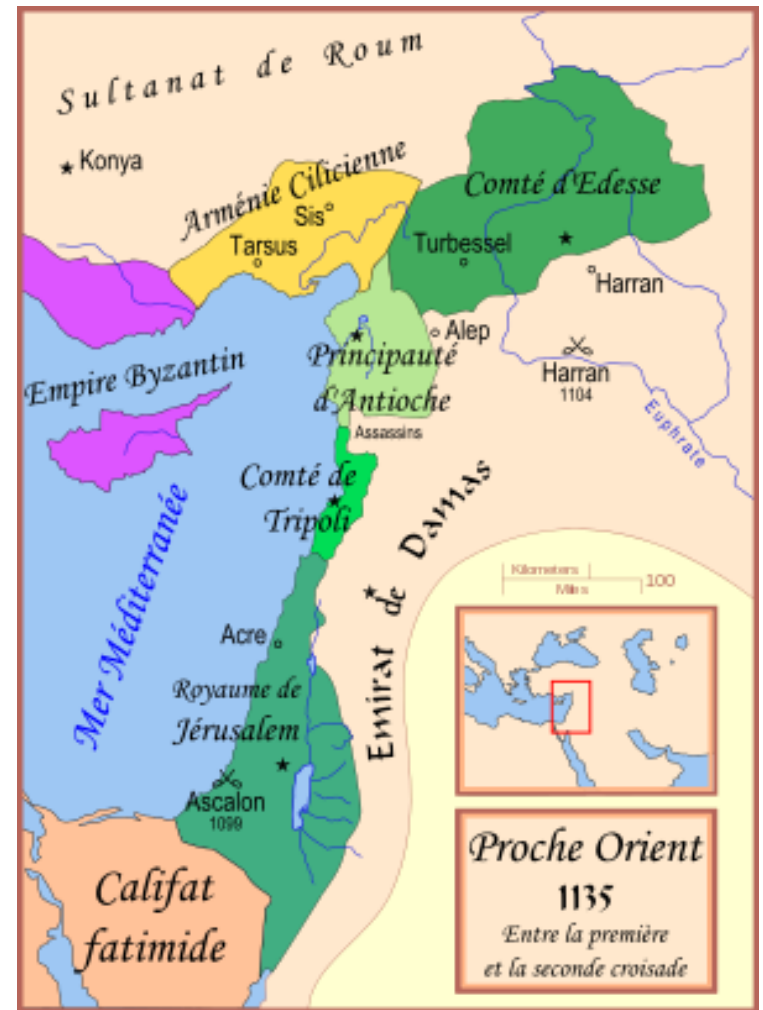 Sultanat de Roum
Konya
Arménie Cilicienne
Sis
Tarsus
Comté d'Edesse
Turbessel
Harran
Alep
Harran
1104
Euphrate
Principauté
d'Antioche
Assassins
Empire Byzantin
Comté de
Tripoli
Mer Méditerranée
Emirat de Damas
Kilometers
Miles
100
Acre
Royaume de
Jérusalem
Ascalon
1099
Califat
fatimide
Proche Orient
1135
Entre la première
et la seconde croisade